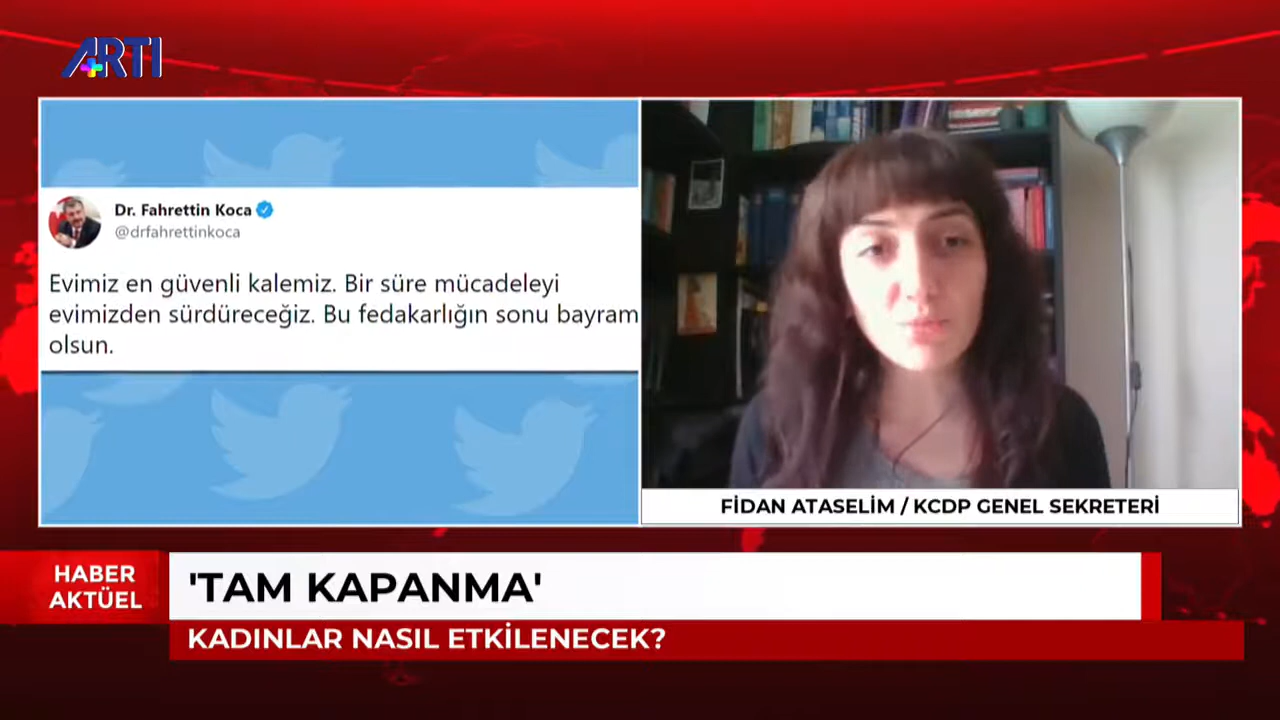 ARTI
Dr. Fahrettin Koca
@drfahrettinkoca
Evimiz en güvenli kalemiz. Bir süre mücadeleyi
evimizden sürdüreceğiz. Bu fedakarlığın sonu bayram
olsun.
FİDAN ATASELİM / KCDP GENEL SEKRETERİ
HABER
AKTÜEL
'TAM KAPANMA'
KADINLAR NASIL ETKİLENECEK?